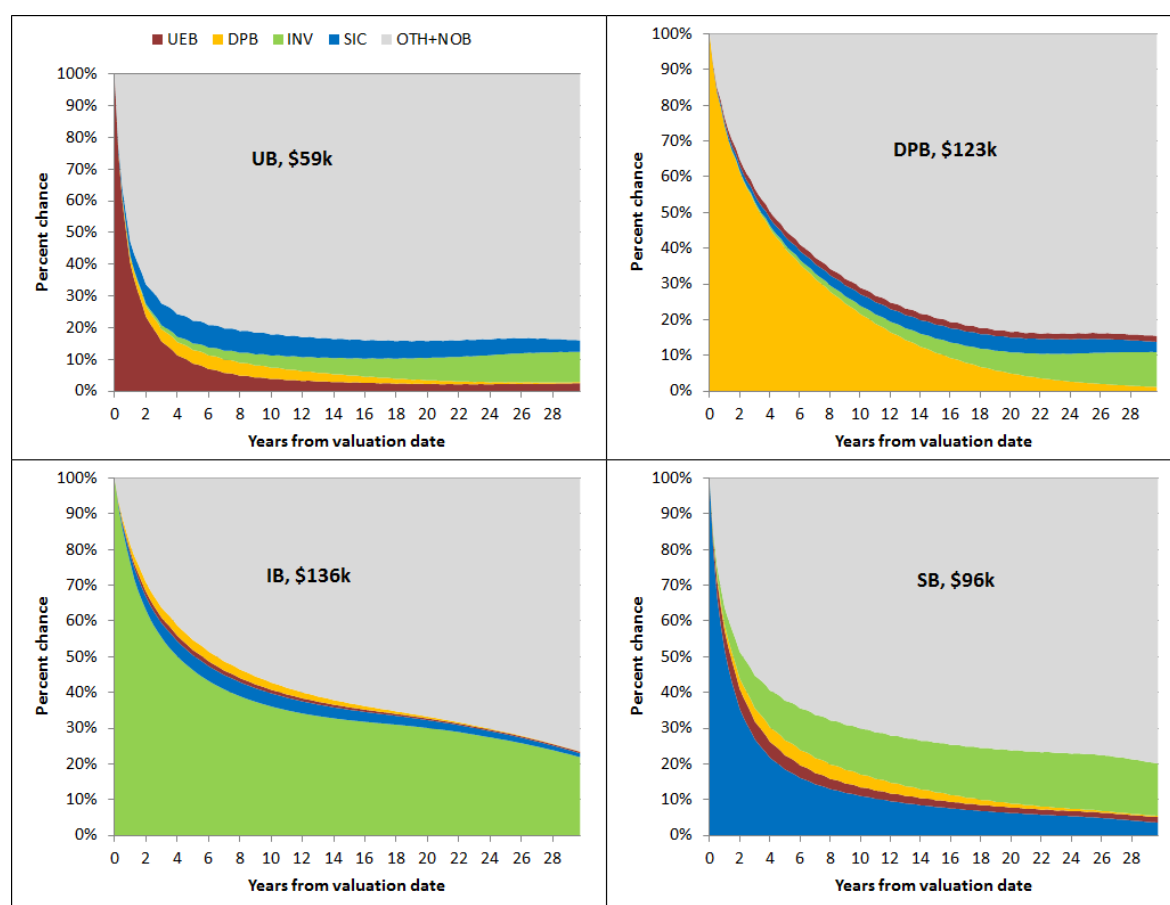 UEB DPB INV SIC OTH+NOB
100%
90%
80%
70%
60%
50%
40%
30%
20%
10%
0%
Percent chance
UB, $59k
0 2 4 6 8 10 12 14 16 18 20 22 24 26 28
Years from valuation date
100%
90%
80%
70%
60%
50%
40%
30%
20%
10%
0%
Percent chance
DPB, $123k
0 2 4 6 8 10 12 14 16 18 20 22 24 26 28
Years from valuation date
100%
90%
80%
70%
60%
50%
40%
30%
20%
10%
0%
Percent chance
IB, $136k
0 2 4 6 8 10 12 14 16 18 20 22 24 26 28
Years from valuation date
100%
90%
80%
70%
60%
50%
40%
30%
20%
10%
0%
Percent chance
SB, $96k
0 2 4 6 8 10 12 14 16 18 20 22 24 26 28
Years from valuation date